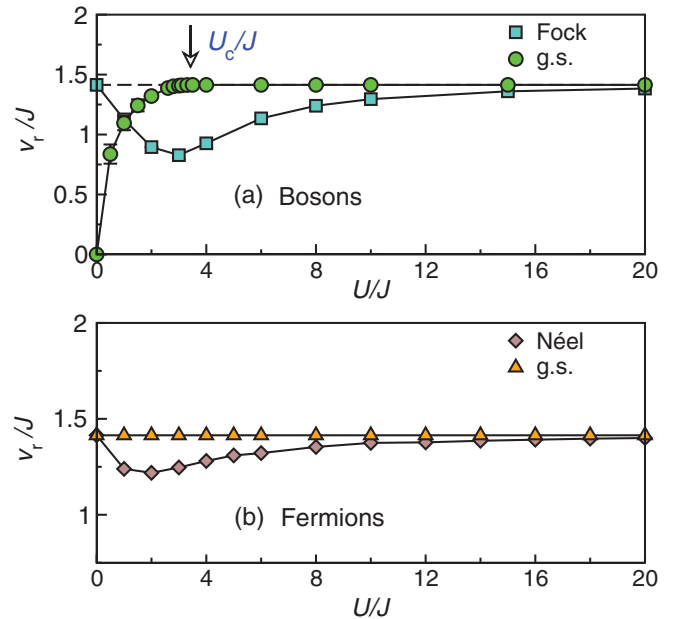 2
U_c/J
Fock
g.s.
1.5
1
0.5
0
v_r/J
(a) Bosons
0 4 8 12 16 20
U/J
2
Néel
g.s.
1.5
1
v_r/J
(b) Fermions
0 4 8 12 16 20
U/J